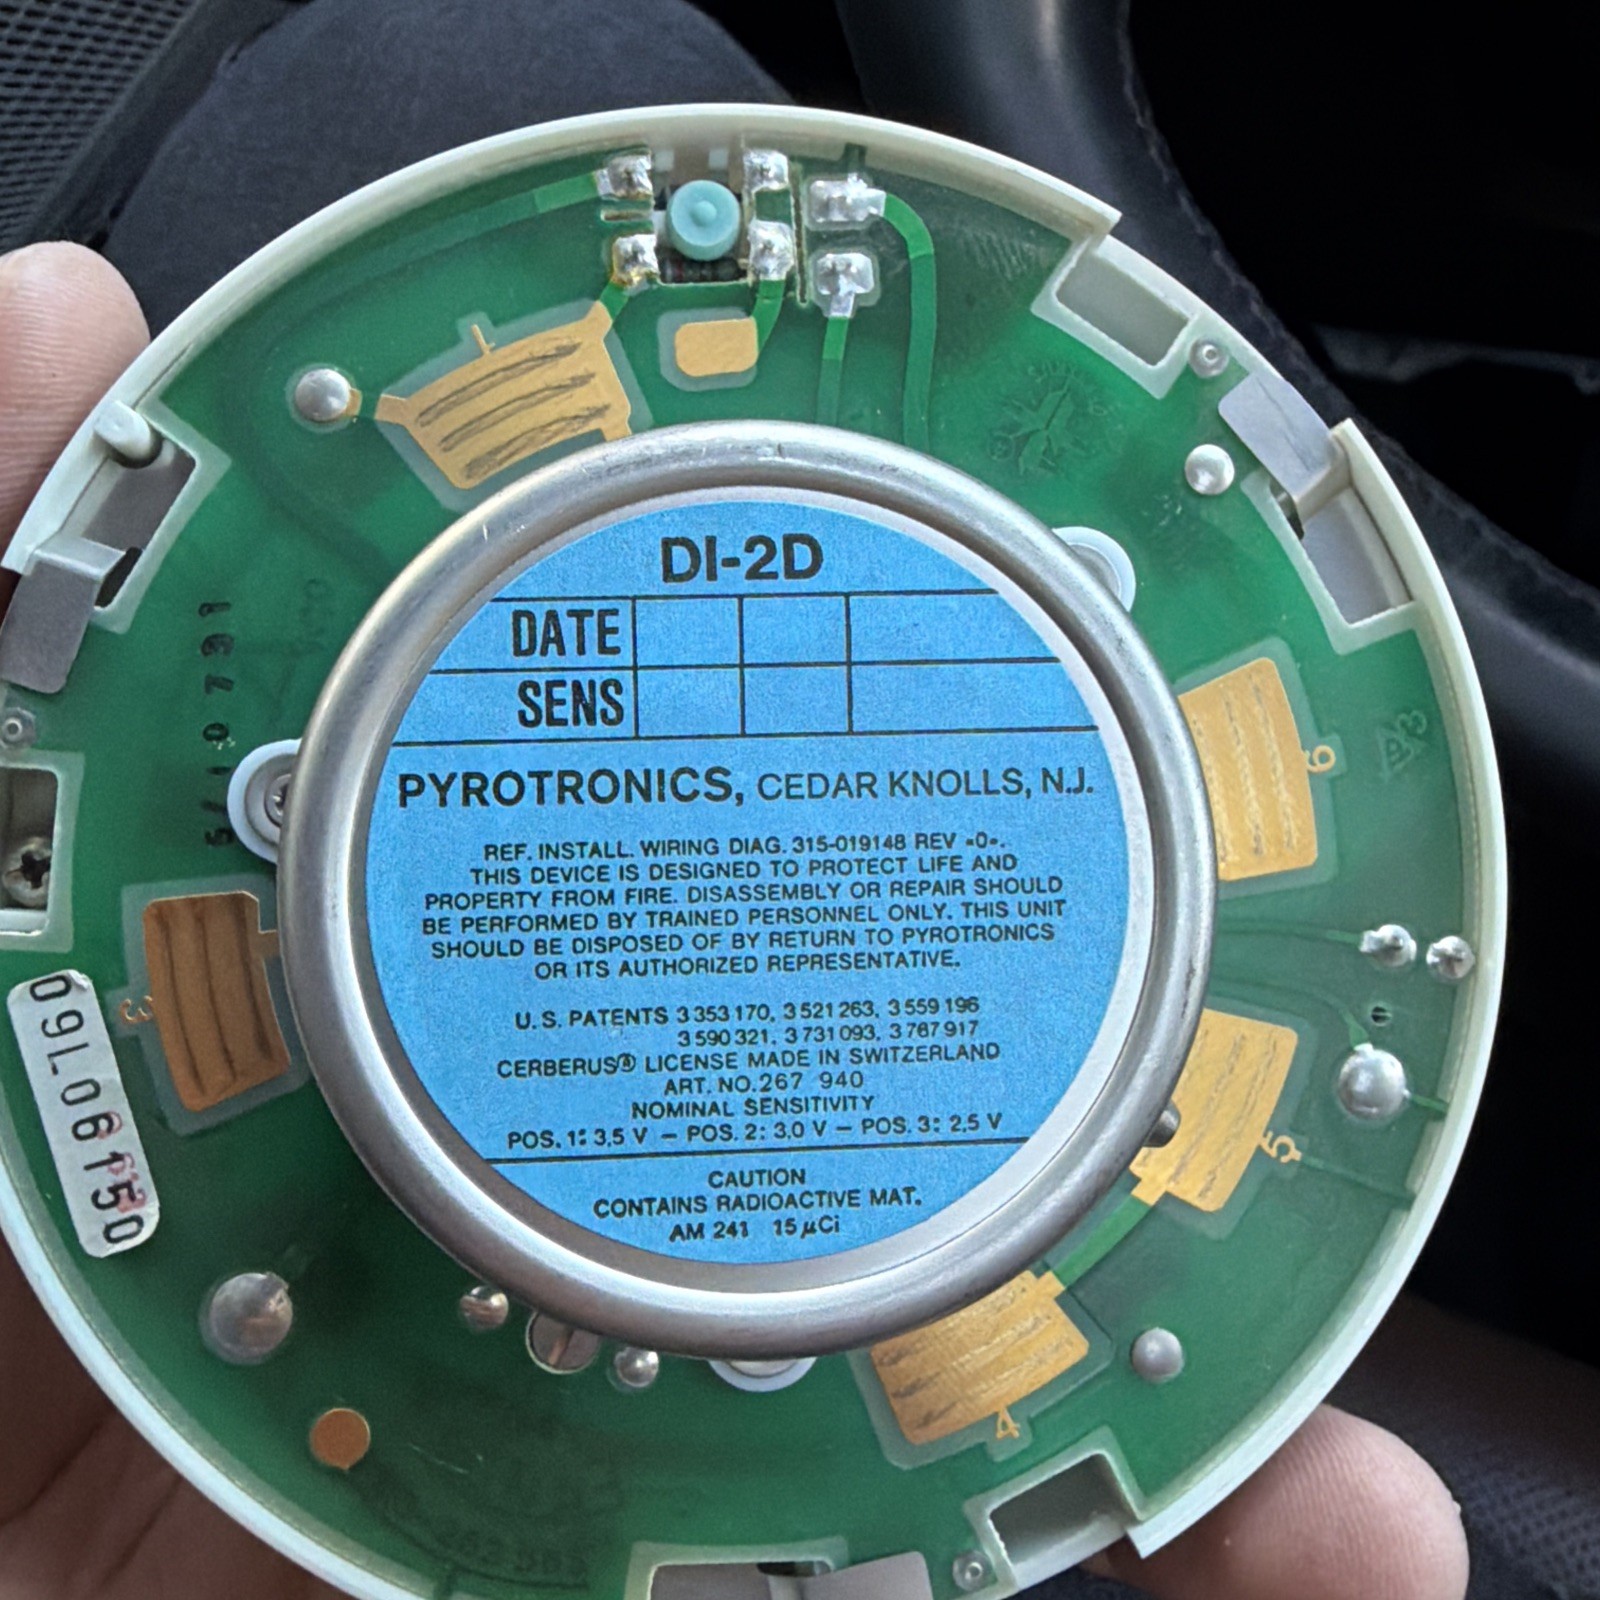 DI-2D
DATE
SENS
PYROTRONICS, CEDAR KNOLLS, N.J.
REF. INSTALL. WIRING DIAG. 315-019148 REV -0-.
THIS DEVICE IS DESIGNED TO PROTECT LIFE AND
PROPERTY FROM FIRE. DISASSEMBLY OR REPAIR SHOULD
BE PERFORMED BY TRAINED PERSONNEL ONLY. THIS UNIT
SHOULD BE DISPOSED OF BY RETURN TO PYROTRONICS
OR ITS AUTHORIZED REPRESENTATIVE.
U.S. PATENTS 3 353 170, 3 521 263, 3 559 196
3 590 321, 3 731 093, 3 767 917
CERBERUS® LICENSE MADE IN SWITZERLAND
ART. NO. 267 940
NOMINAL SENSITIVITY
POS. 1: 3,5 V – POS. 2: 3,0 V – POS. 3: 2,5 V
CAUTION
CONTAINS RADIOACTIVE MAT.
AM 241 15 µCi
1
6
3
5
4